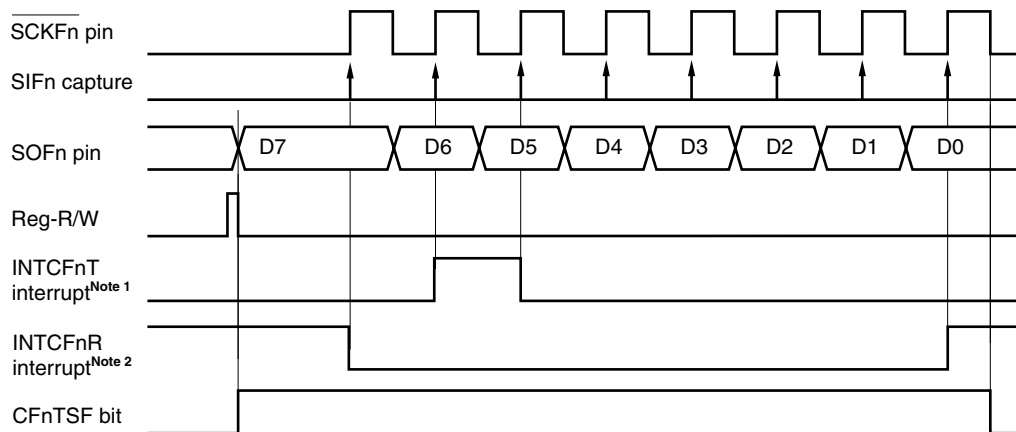 SCKFn pin
SIFn capture
SOFn pin
D7 D6 D5 D4 D3 D2 D1 D0
Reg-R/W
INTCFnT
interruptNote 1
INTCFnR
interruptNote 2
CFnTSF bit